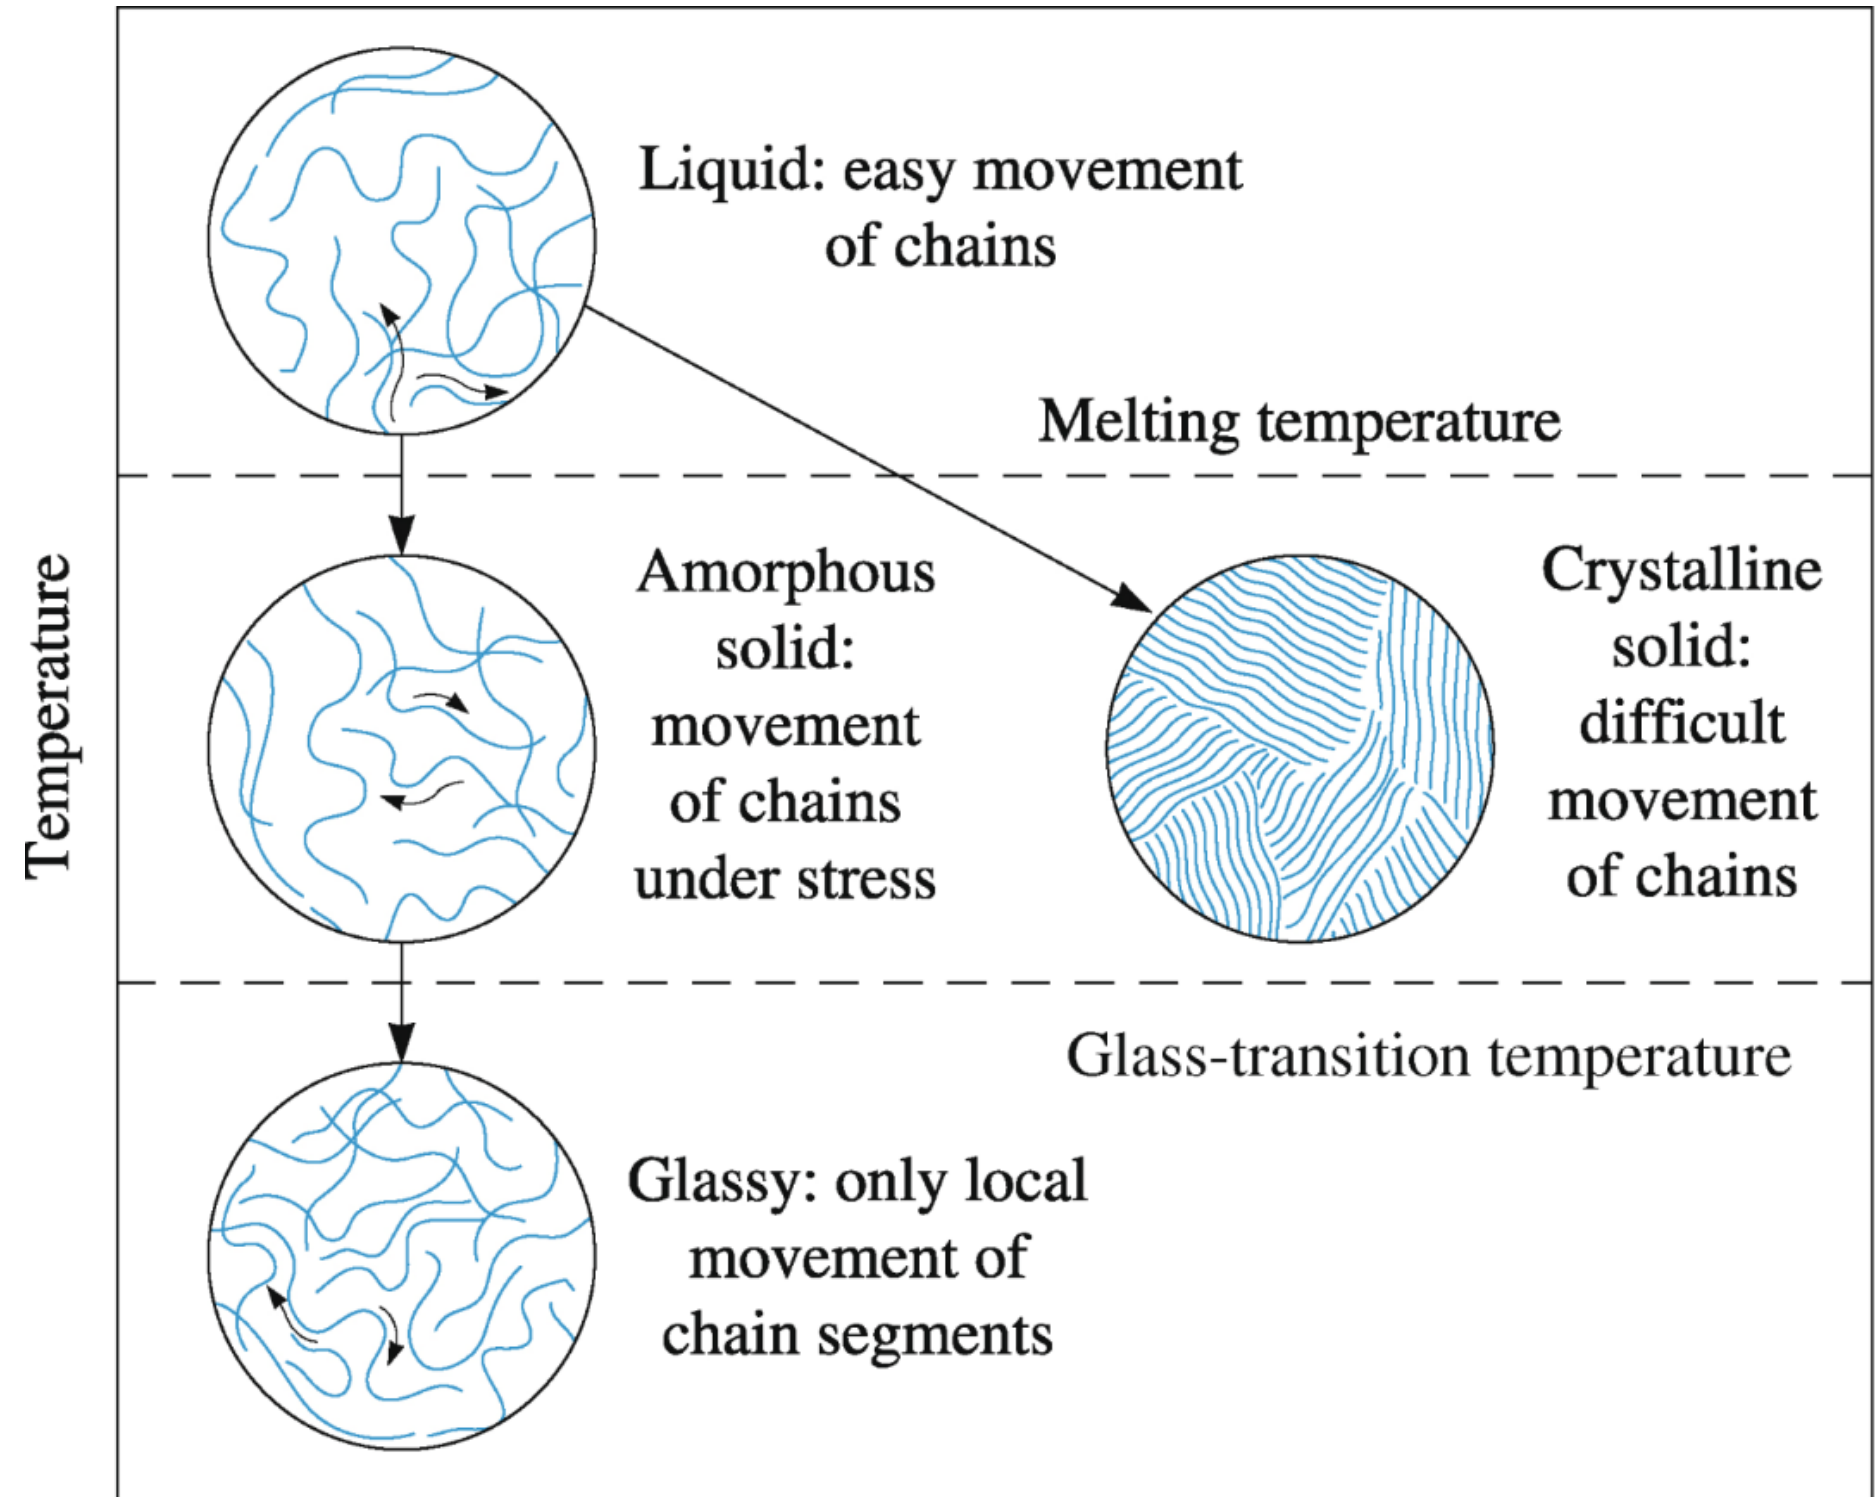 Liquid: easy movement
of chains
Melting temperature
Temperature
Amorphous
solid:
movement
of chains
under stress
Crystalline
solid:
difficult
movement
of chains
Glass-transition temperature
Glassy: only local
movement of
chain segments